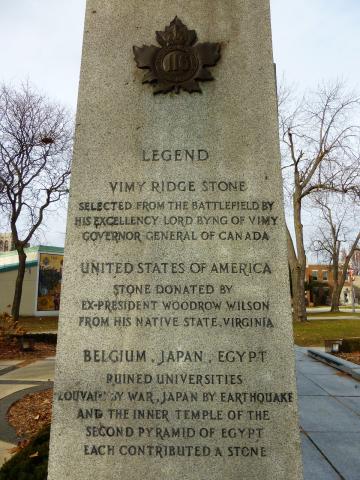 LEGEND
VIMY RIDGE STONE
SELECTED FROM THE BATTLEFIELD BY
HIS EXCELLENCY LORD BYNG OF VIMY
GOVERNOR-GENERAL OF CANADA
UNITED STATES OF AMERICA
STONE DONATED BY
EX-PRESIDENT WOODROW WILSON
FROM HIS NATIVE STATE, VIRGINIA
BELGIUM, JAPAN, EGYPT
RUINED UNIVERSITIES
LOUVAIN BY WAR, JAPAN BY EARTHQUAKE
AND THE INNER TEMPLE OF THE
SECOND PYRAMID OF EGYPT
EACH CONTRIBUTED A STONE